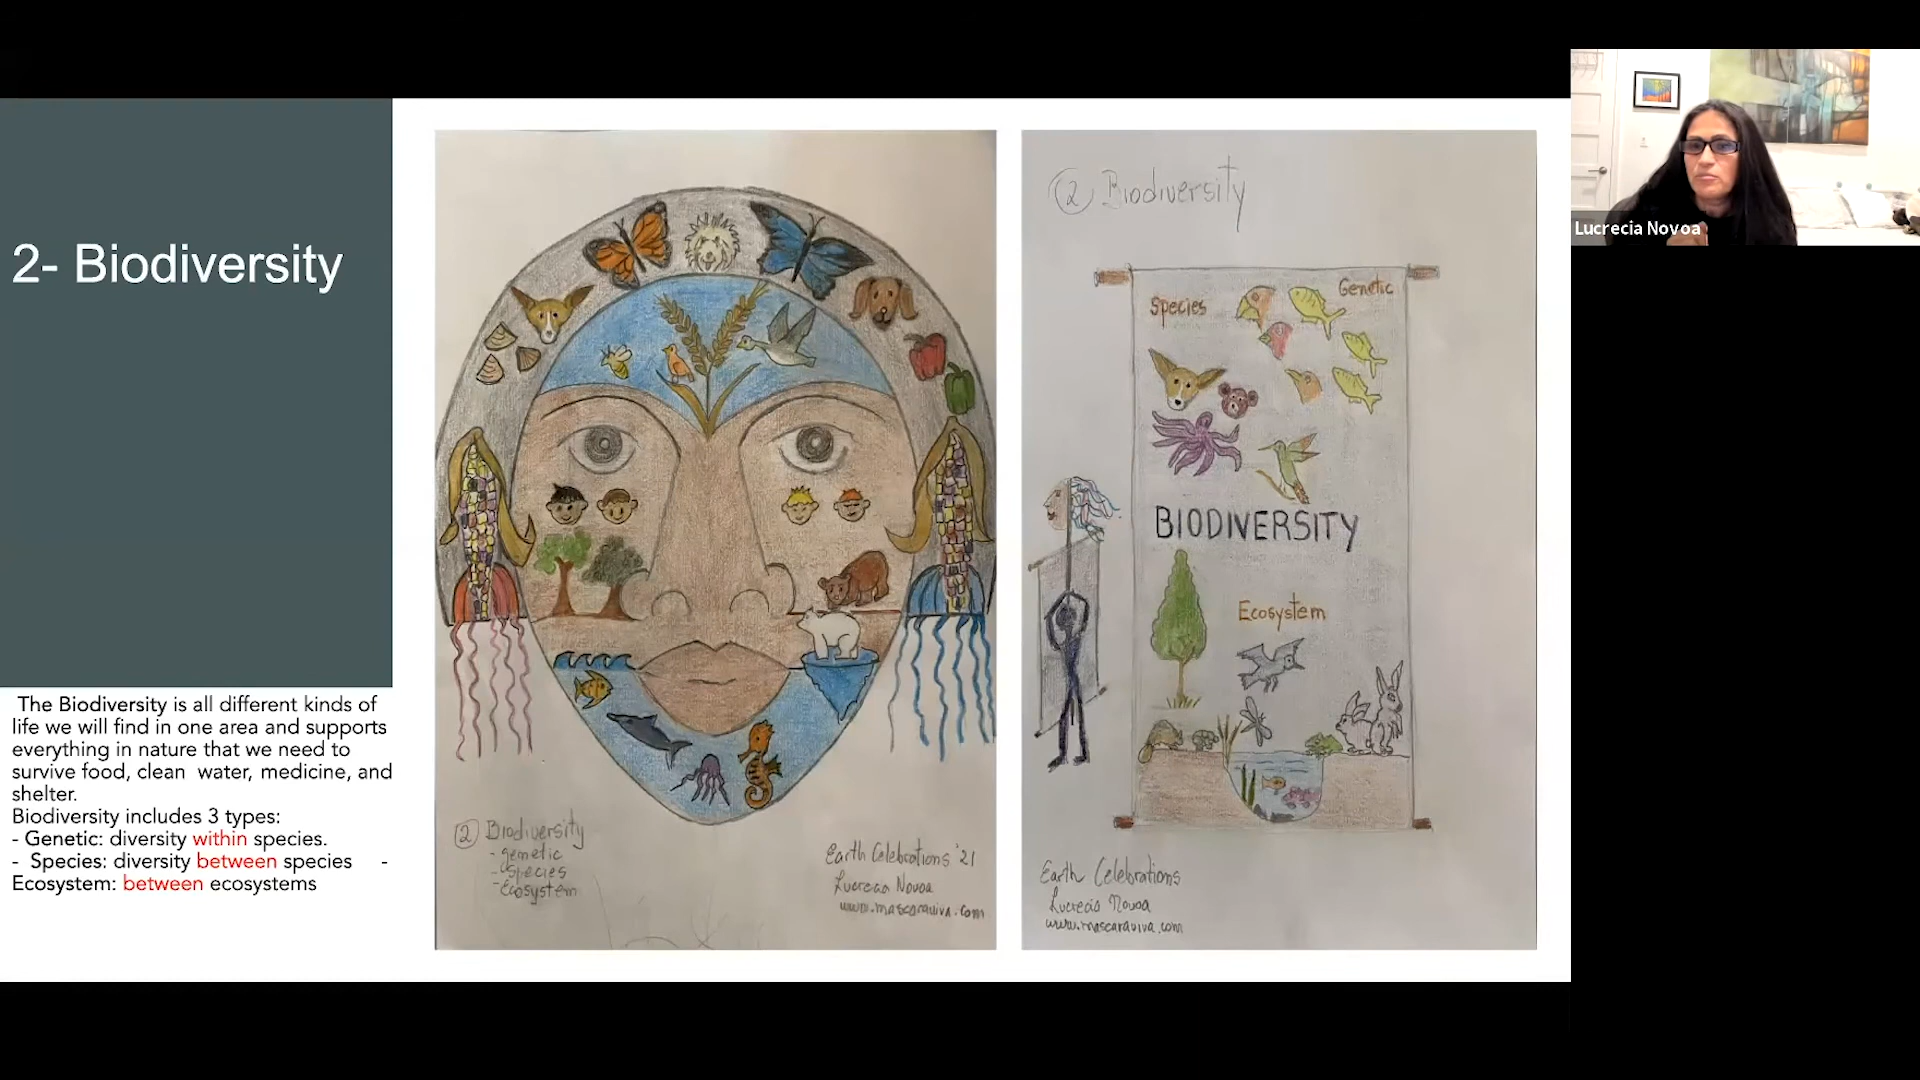 2- Biodiversity
The Biodiversity is all different kinds of
life we will find in one area and supports
everything in nature that we need to
survive food, clean water, medicine, and
shelter.
Biodiversity includes 3 types:
- Genetic: diversity within species.
- Species: diversity between species -
Ecosystem: between ecosystems
2 Biodiversity
- genetic
- species
- Ecosystem
Earth Celebrations '21
Lucrecia Novoa
www.mascaraviva.com
2 Biodiversity
Species
Genetic
BIODIVERSITY
Ecosystem
Earth Celebrations
Lucrecia Novoa
www.mascaraviva.com
Lucrecia Novoa